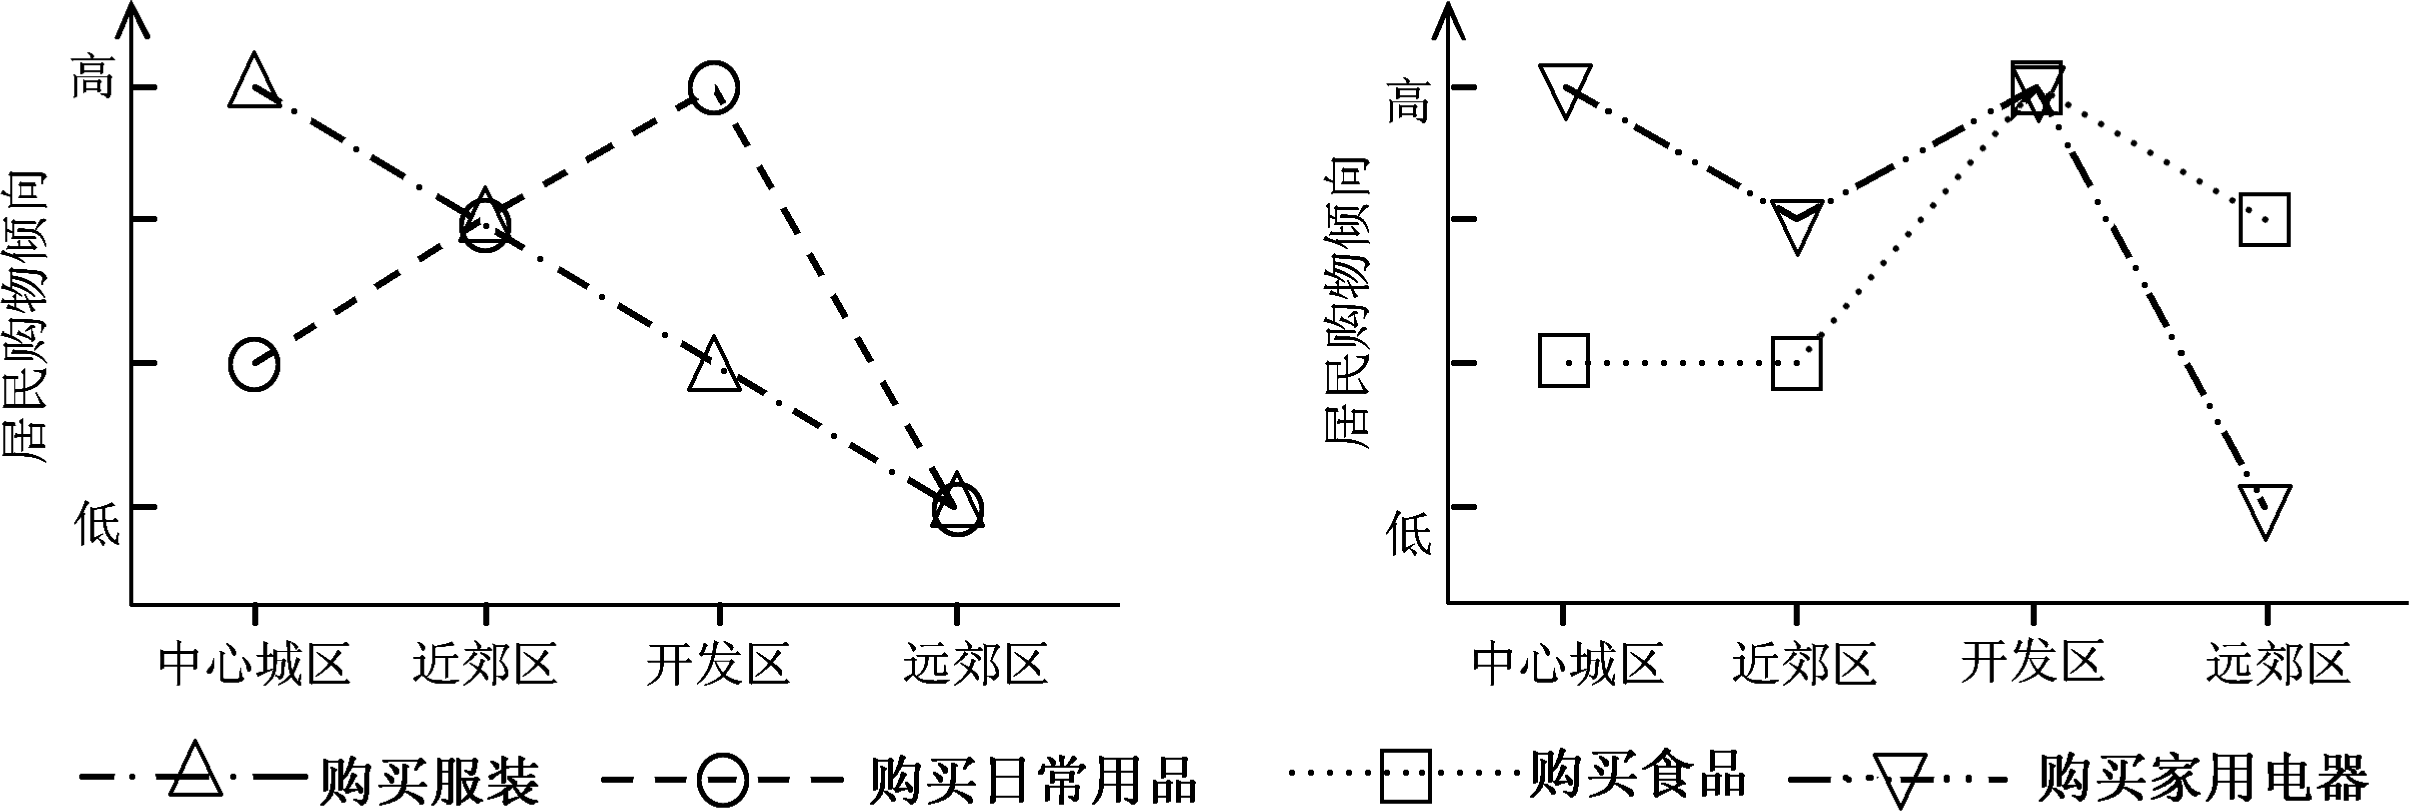 高
居民购物倾向
低
中心城区 近郊区 开发区 远郊区
高
居民购物倾向
低
中心城区 近郊区 开发区 远郊区
购买服装 购买日常用品 购买食品 购买家用电器